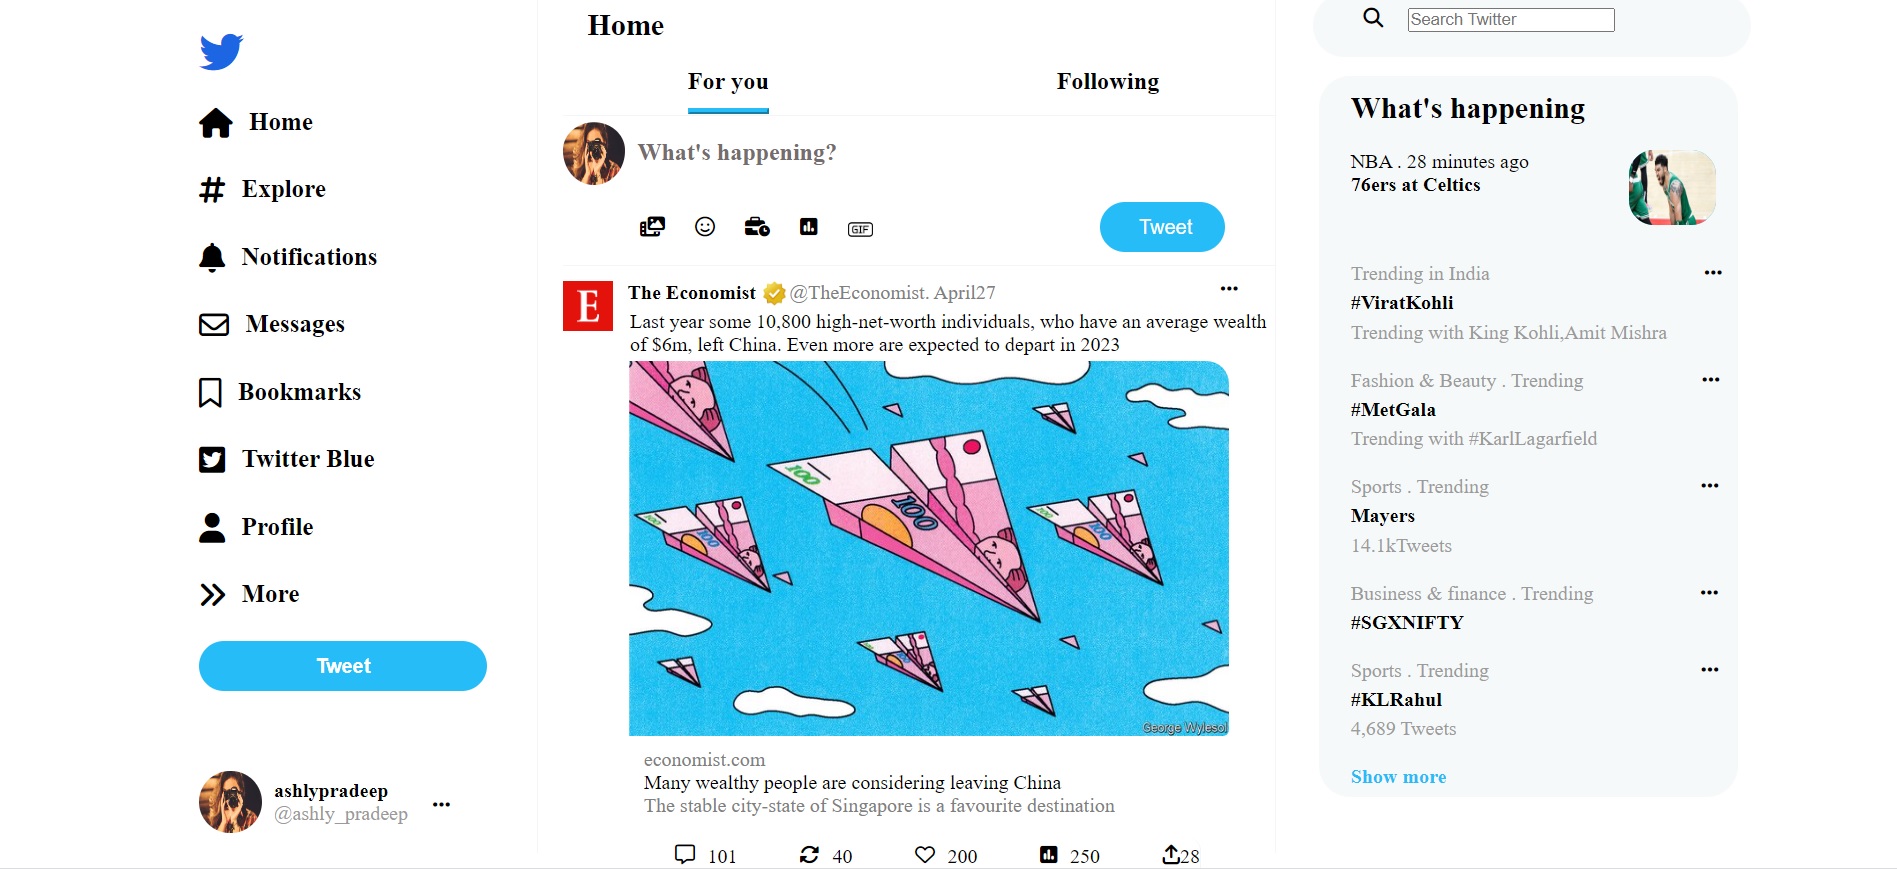 Home
Explore
Notifications
Messages
Bookmarks
Twitter Blue
Profile
More
Tweet
ashlypradeep
@ashly_pradeep
Home
For you
Following
What's happening?
GIF
Tweet
E
The Economist @TheEconomist. April27
Last year some 10,800 high-net-worth individuals, who have an average wealth
of $6m, left China. Even more are expected to depart in 2023
100
100
100
100
100
100
George Wylesol
economist.com
Many wealthy people are considering leaving China
The stable city-state of Singapore is a favourite destination
101
40
200
250
28
Search Twitter
What's happening
NBA . 28 minutes ago
76ers at Celtics
Trending in India
#ViratKohli
Trending with King Kohli,Amit Mishra
Fashion & Beauty . Trending
#MetGala
Trending with #KarlLagarfield
Sports . Trending
Mayers
14.1kTweets
Business & finance . Trending
#SGXNIFTY
Sports . Trending
#KLRahul
4,689 Tweets
Show more